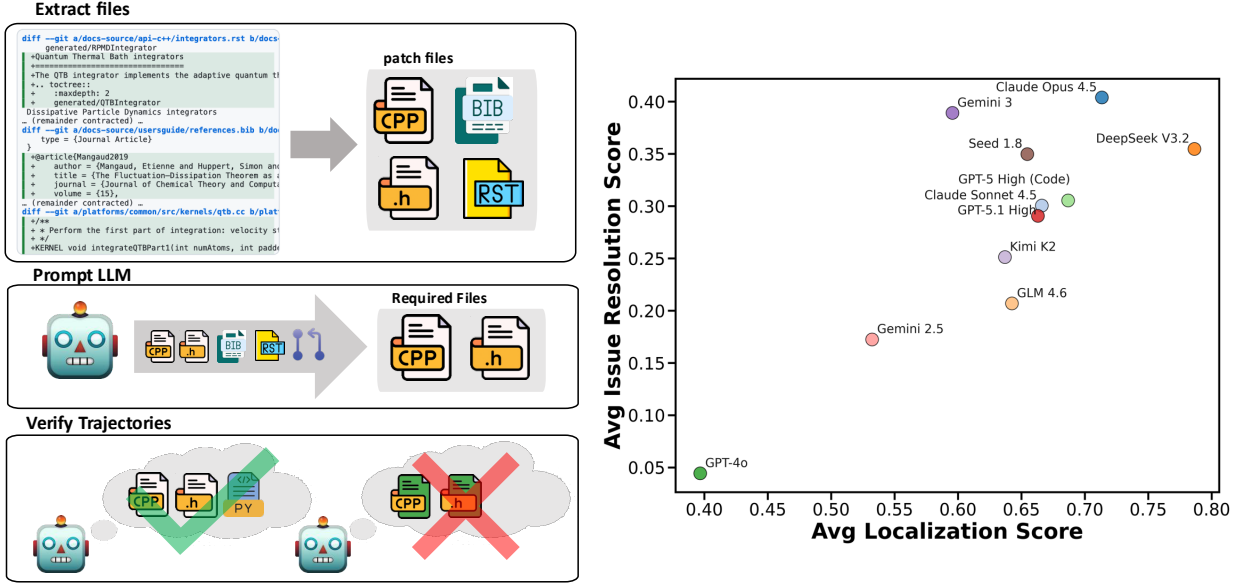 Extract files
diff --git a/docs-source/api-c++/integrators.rst b/docs-
generated/RPMDIntegrator
+Quantum Thermal Bath integrators
+================================
+The QTB integrator implements the adaptive quantum th
+.. toctree::
+    :maxdepth: 2
+    generated/QTBIntegrator
Dissipative Particle Dynamics integrators
… (remainder contracted) …
diff --git a/docs-source/usersguide/references.bib b/doc
type = {Journal Article}
}
+@article{Mangaud2019
+    author = {Mangaud, Etienne and Huppert, Simon and
+    title = {The Fluctuation–Dissipation Theorem as a
+    journal = {Journal of Chemical Theory and Computa
+    volume = {15},
… (remainder contracted) …
diff --git a/platforms/common/src/kernels/qtb.cc b/plat
+/**
+ * Perform the first part of integration: velocity st
+ */
+KERNEL void integrateQTBPart1(int numAtoms, int padde
patch files
CPP
BIB
.h
RST
Prompt LLM
CPP
.h
BIB
RST
Required Files
CPP
.h
Verify Trajectories
CPP
.h
</>
PY
CPP
.h
Avg Issue Resolution Score
0.40
0.35
0.30
0.25
0.20
0.15
0.10
0.05
Claude Opus 4.5
Gemini 3
DeepSeek V3.2
Seed 1.8
GPT-5 High (Code)
Claude Sonnet 4.5
GPT-5.1 High
Kimi K2
GLM 4.6
Gemini 2.5
GPT-4o
0.40 0.45 0.50 0.55 0.60 0.65 0.70 0.75 0.80
Avg Localization Score